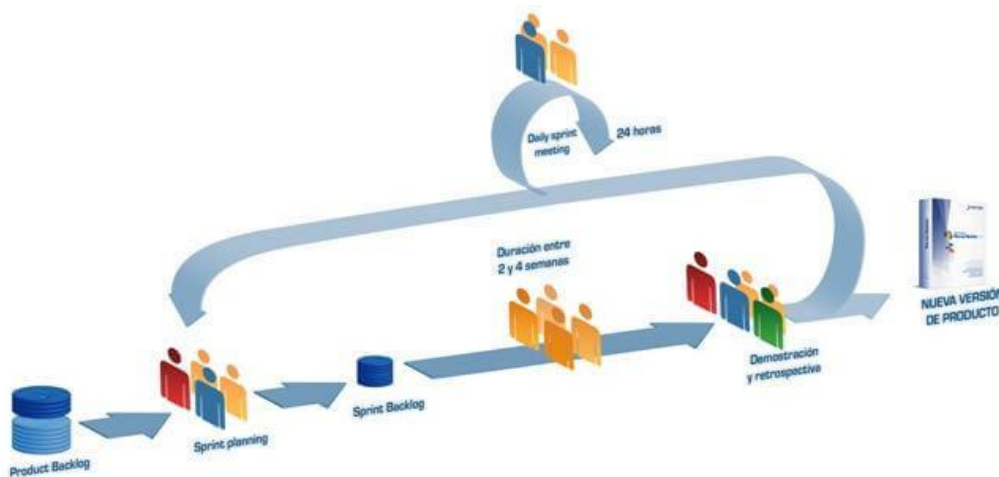 Daily sprint
meeting
24 horas
Duración entre
2 y 4 semanas
NUEVA VERSIÓN
DE PRODUCTO
Demostración
y retrospectiva
Sprint Backlog
Sprint planning
Product Backlog